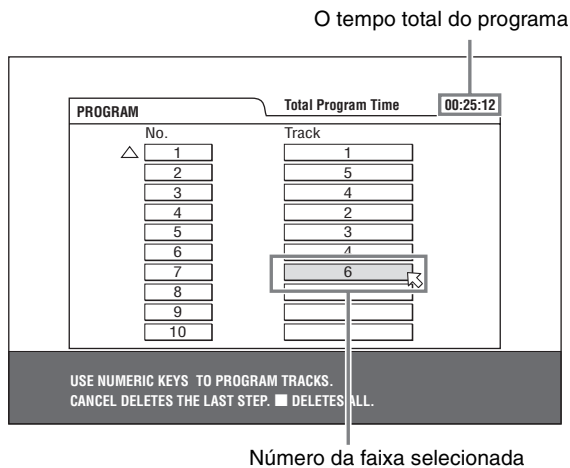 O tempo total do programa
PROGRAM Total Program Time 00:25:12
No. Track
1 1
2 5
3 4
4 2
5 3
6 4
7 6
8
9
10
USE NUMERIC KEYS TO PROGRAM TRACKS.
CANCEL DELETES THE LAST STEP. ■ DELETES ALL.
Número da faixa selecionada